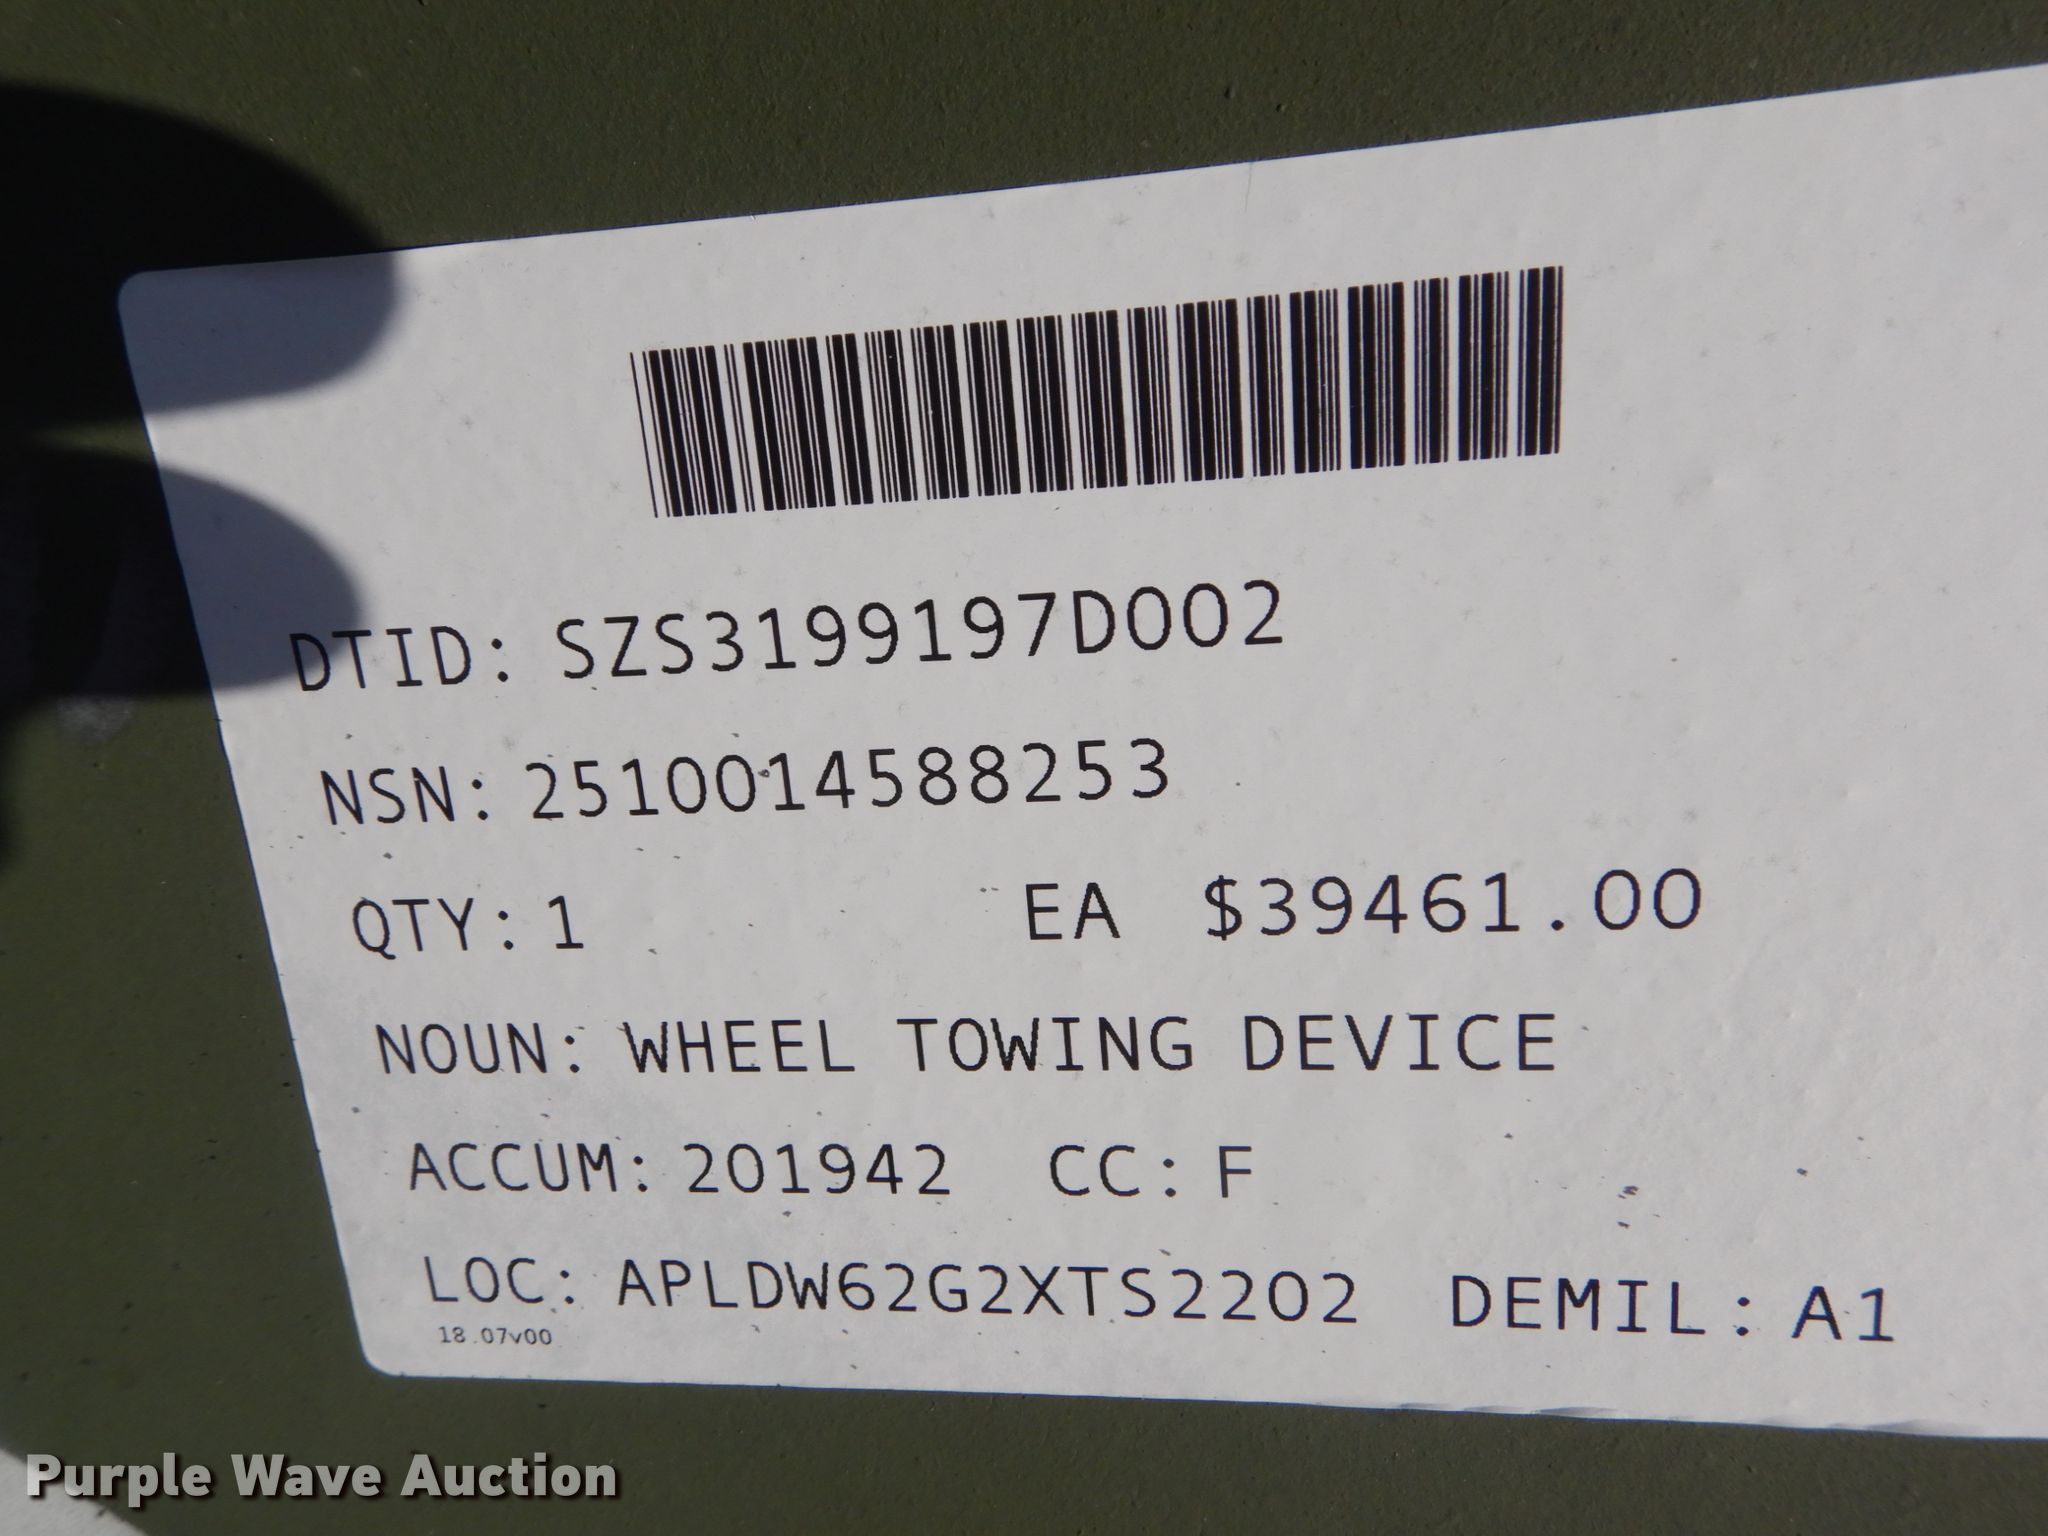 DTID: SZS3199197D002
NSN: 2510014588253
QTY: 1 EA $39461.00
NOUN: WHEEL TOWING DEVICE
ACCUM: 201942 CC: F
LOC: APLDW62G2XTS2202 DEMIL: A1
18.07v00
Purple Wave Auction